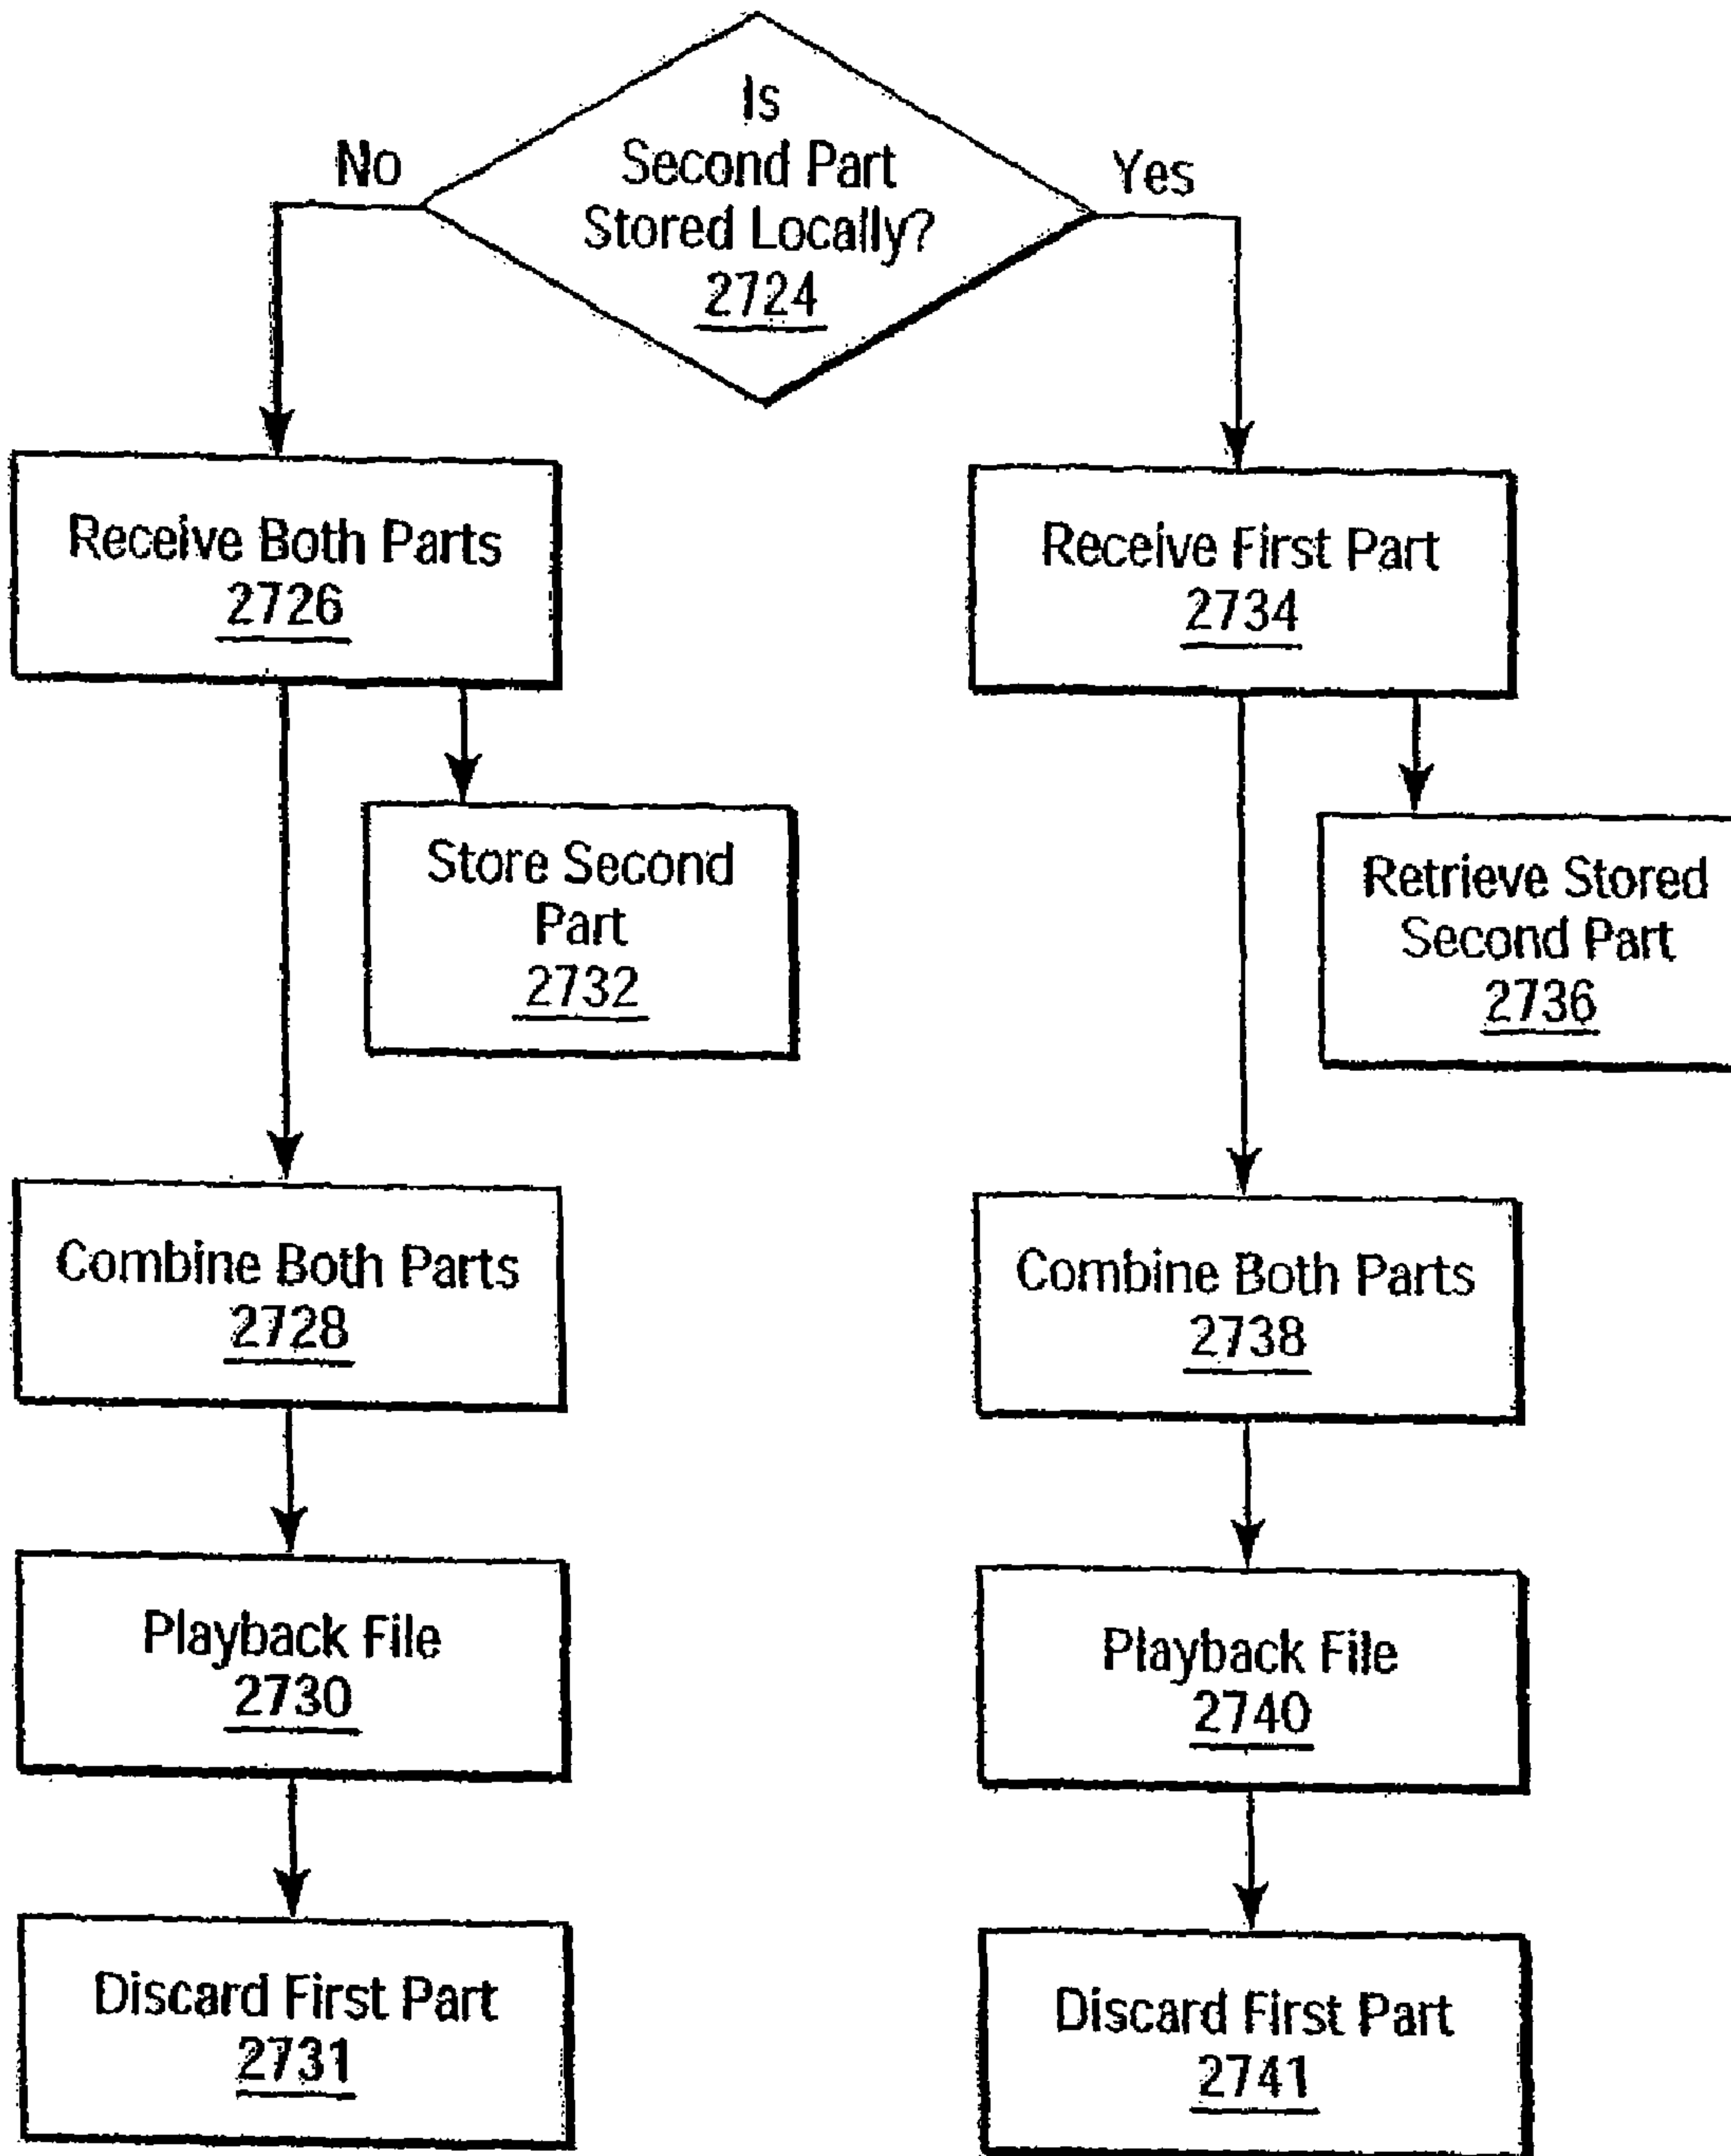 Is
Second Part
Stored Locally?
2724
No
Yes
Receive Both Parts
2726
Receive First Part
2734
Store Second
Part
2732
Retrieve Stored
Second Part
2736
Combine Both Parts
2728
Combine Both Parts
2738
Playback File
2730
Playback File
2740
Discard First Part
2731
Discard First Part
2741